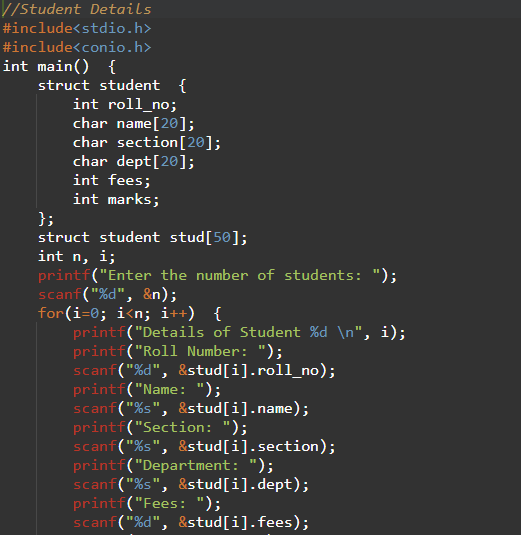 //Student Details
#include<stdio.h>
#include<conio.h>
int main()  {
    struct student  {
        int roll_no;
        char name[20];
        char section[20];
        char dept[20];
        int fees;
        int marks;
    };
    struct student stud[50];
    int n, i;
    printf("Enter the number of students: ");
    scanf("%d", &n);
    for(i=0; i<n; i++)  {
        printf("Details of Student %d \n", i);
        printf("Roll Number: ");
        scanf("%d", &stud[i].roll_no);
        printf("Name: ");
        scanf("%s", &stud[i].name);
        printf("Section: ");
        scanf("%s", &stud[i].section);
        printf("Department: ");
        scanf("%s", &stud[i].dept);
        printf("Fees: ");
        scanf("%d", &stud[i].fees);